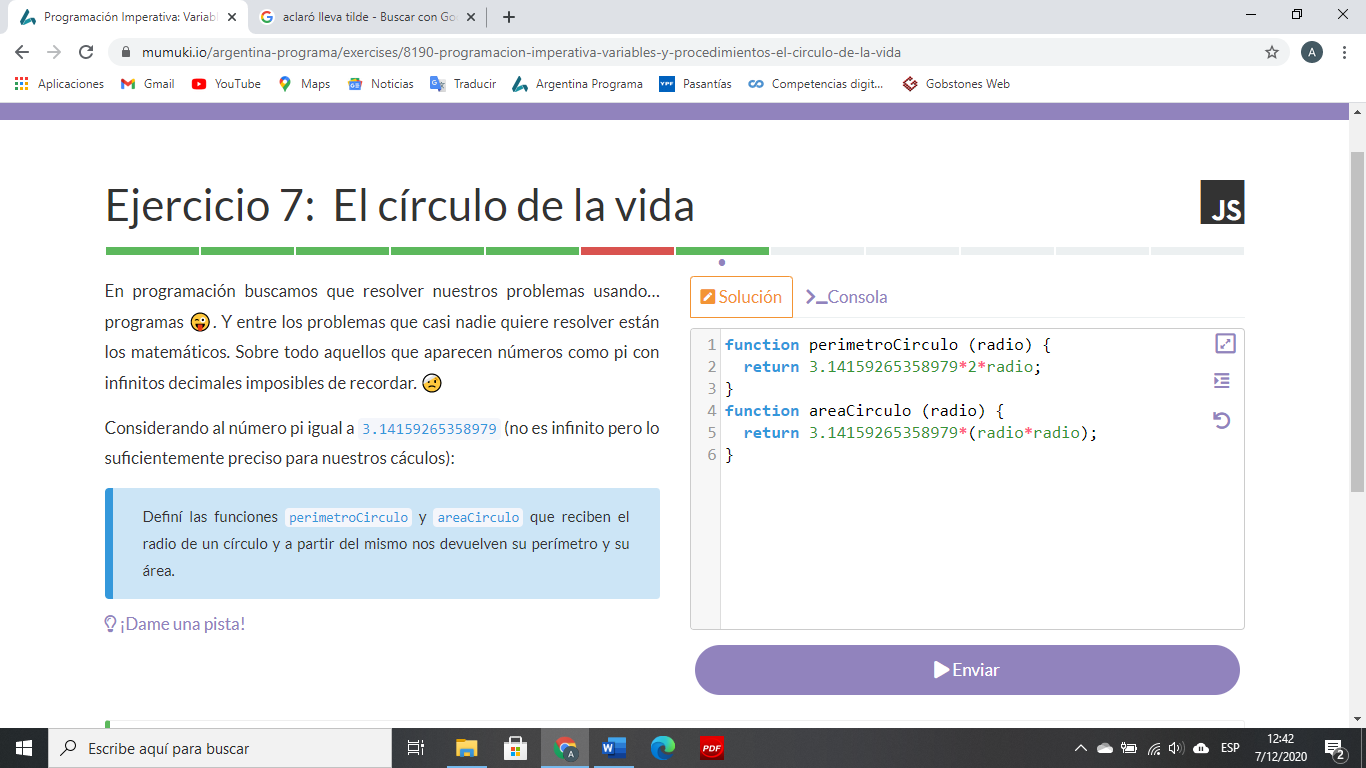 Programación Imperativa: Variabl
aclaró lleva tilde - Buscar con Go
mumuki.io/argentina-programa/exercises/8190-programacion-imperativa-variables-y-procedimientos-el-circulo-de-la-vida
A
Aplicaciones Gmail YouTube Maps Noticias Traducir Argentina Programa YPF Pasantías Competencias digit... Gobstones Web
Ejercicio 7: El círculo de la vida
JS
En programación buscamos que resolver nuestros problemas usando...
programas 😜. Y entre los problemas que casi nadie quiere resolver están
los matemáticos. Sobre todo aquellos que aparecen números como pi con
infinitos decimales imposibles de recordar. 🤕
Considerando al número pi igual a 3.14159265358979 (no es infinito pero lo
suficientemente preciso para nuestros cáculos):
Definí las funciones perimetroCirculo y areaCirculo que reciben el
radio de un círculo y a partir del mismo nos devuelven su perímetro y su
área.
¡Dame una pista!
Solución
Consola
1 function perimetroCirculo (radio) {
2 return 3.14159265358979*2*radio;
3 }
4 function areaCirculo (radio) {
5 return 3.14159265358979*(radio*radio);
6 }
Enviar
Escribe aquí para buscar
A
W
PDF
ESP
12:42
7/12/2020
2